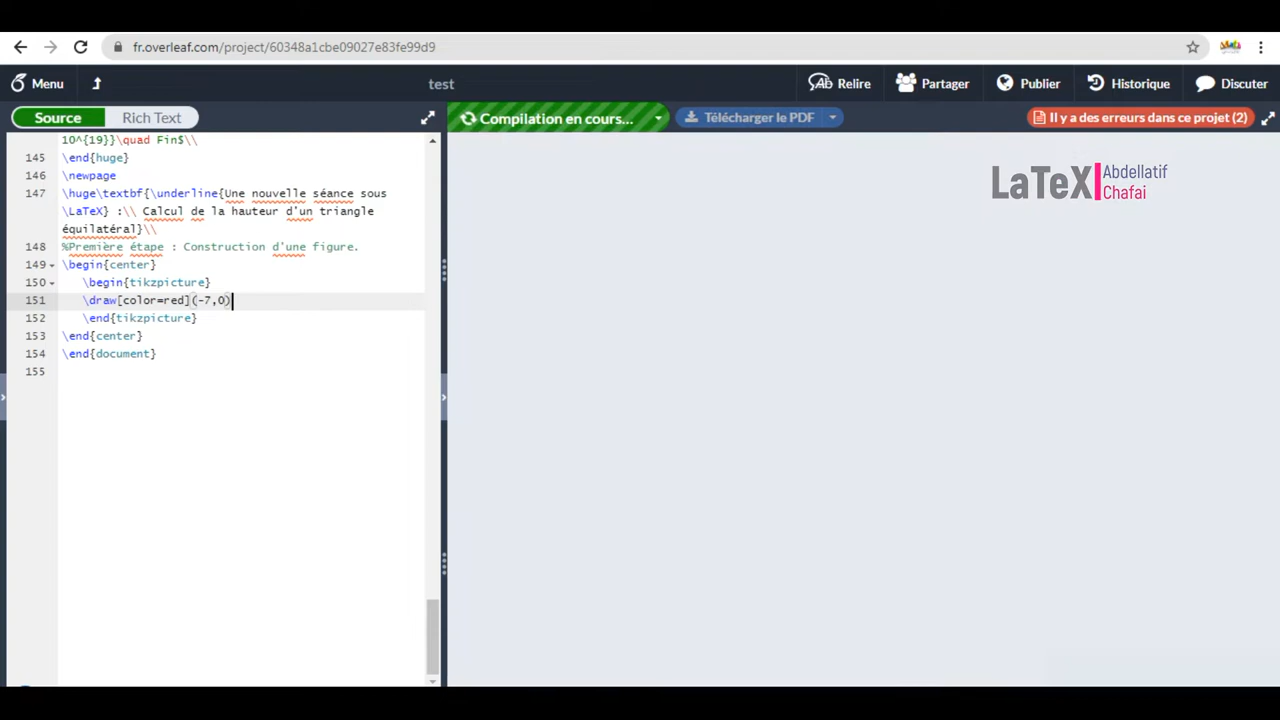 fr.overleaf.com/project/60348a1cbe09027e83fe99d9
Menu
test
Relire
Partager
Publier
Historique
Discuter
Source
Rich Text
Compilation en cours...
Télécharger le PDF
Il y a des erreurs dans ce projet (2)
10^{19}}\quad Fin$\\
145 \end{huge}
146 \newpage
147 \huge\textbf{\underline{Une nouvelle séance sous
\LaTeX} :\\ Calcul de la hauteur d'un triangle
équilatéral}\\
148 %Première étape : Construction d'une figure.
149 \begin{center}
150 \begin{tikzpicture}
151 \draw[color=red](-7,0)
152 \end{tikzpicture}
153 \end{center}
154 \end{document}
155
LaTeX
Abdellatif
Chafai